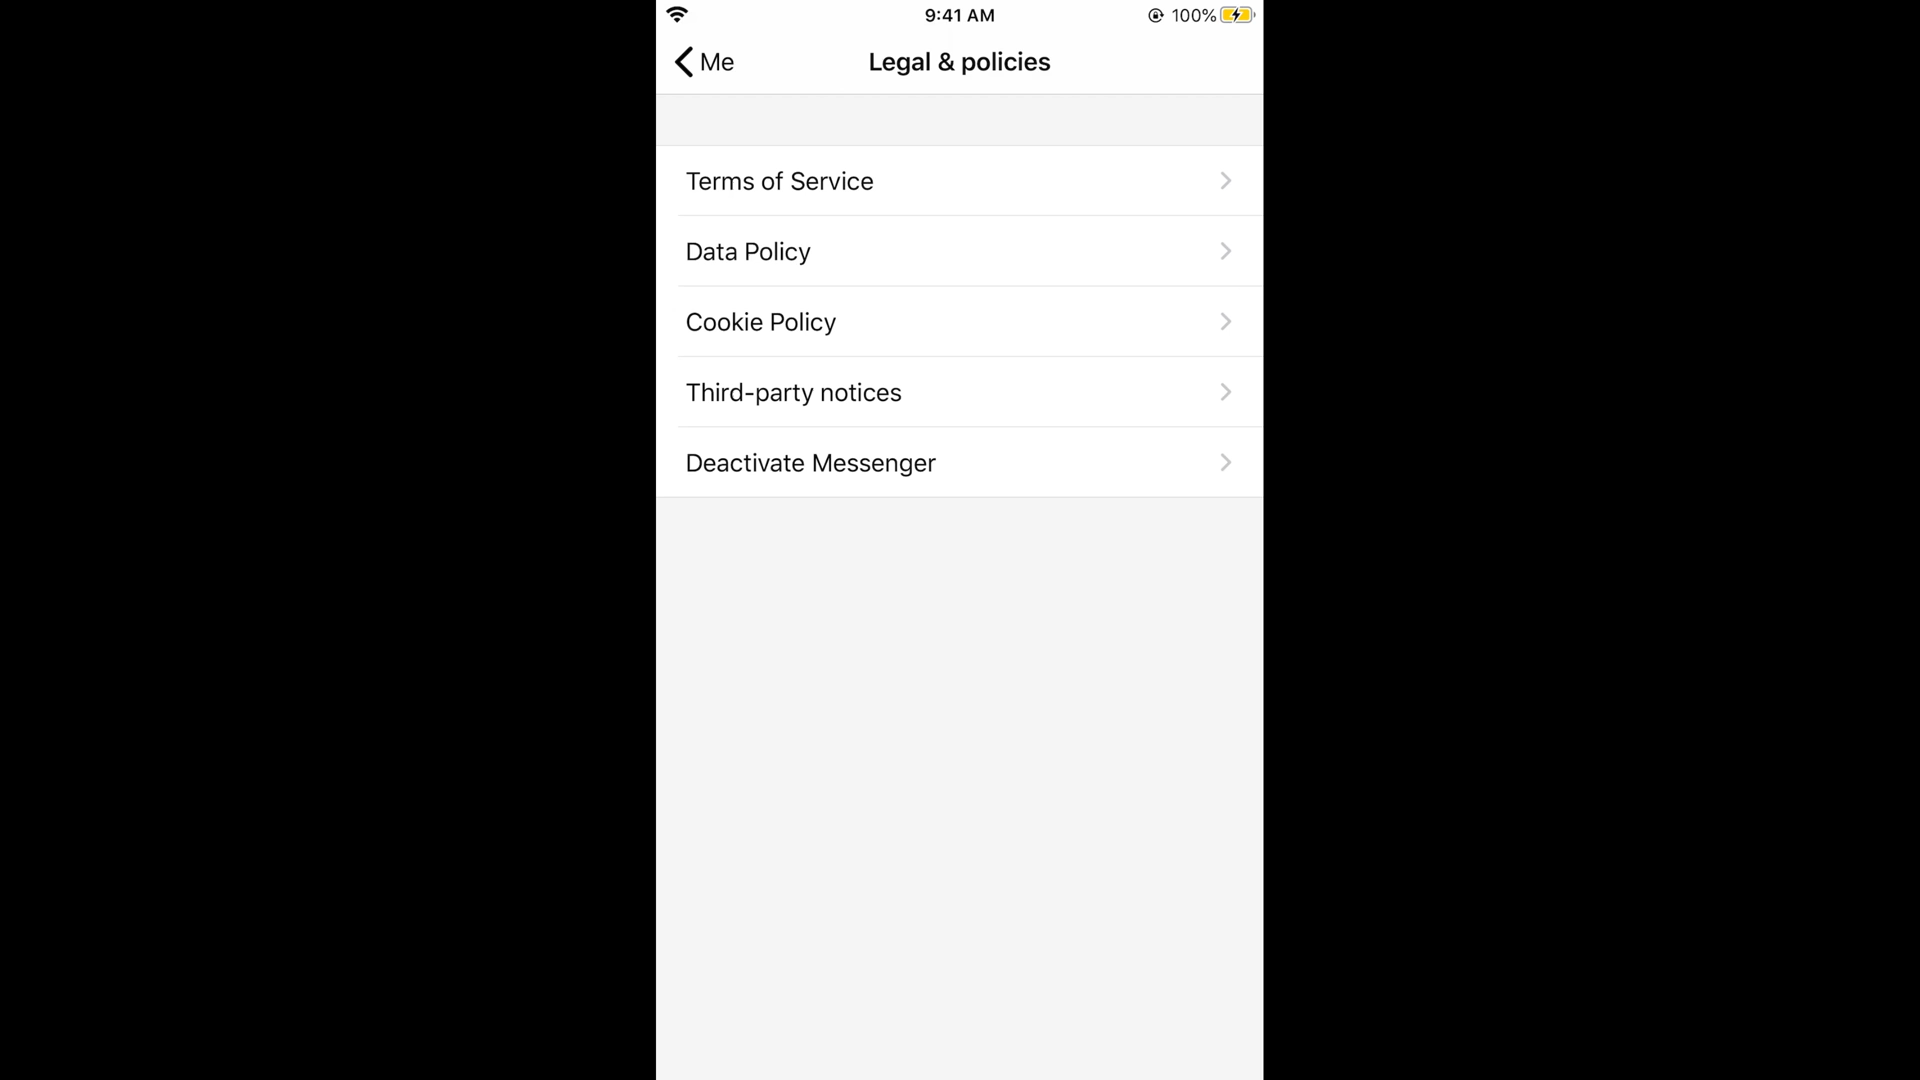 9:41 AM
100%
Me
Legal & policies
Terms of Service
Data Policy
Cookie Policy
Third-party notices
Deactivate Messenger